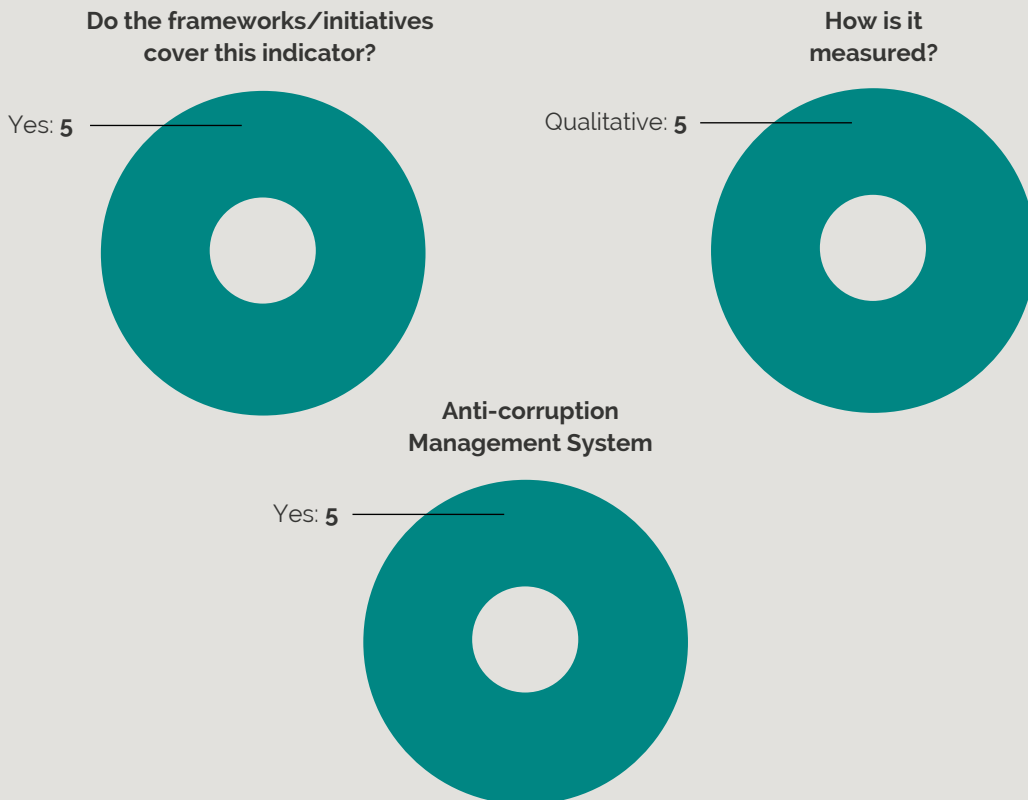 Do the frameworks/initiatives
cover this indicator?
Yes: 5
How is it
measured?
Qualitative: 5
Anti-corruption
Management System
Yes: 5